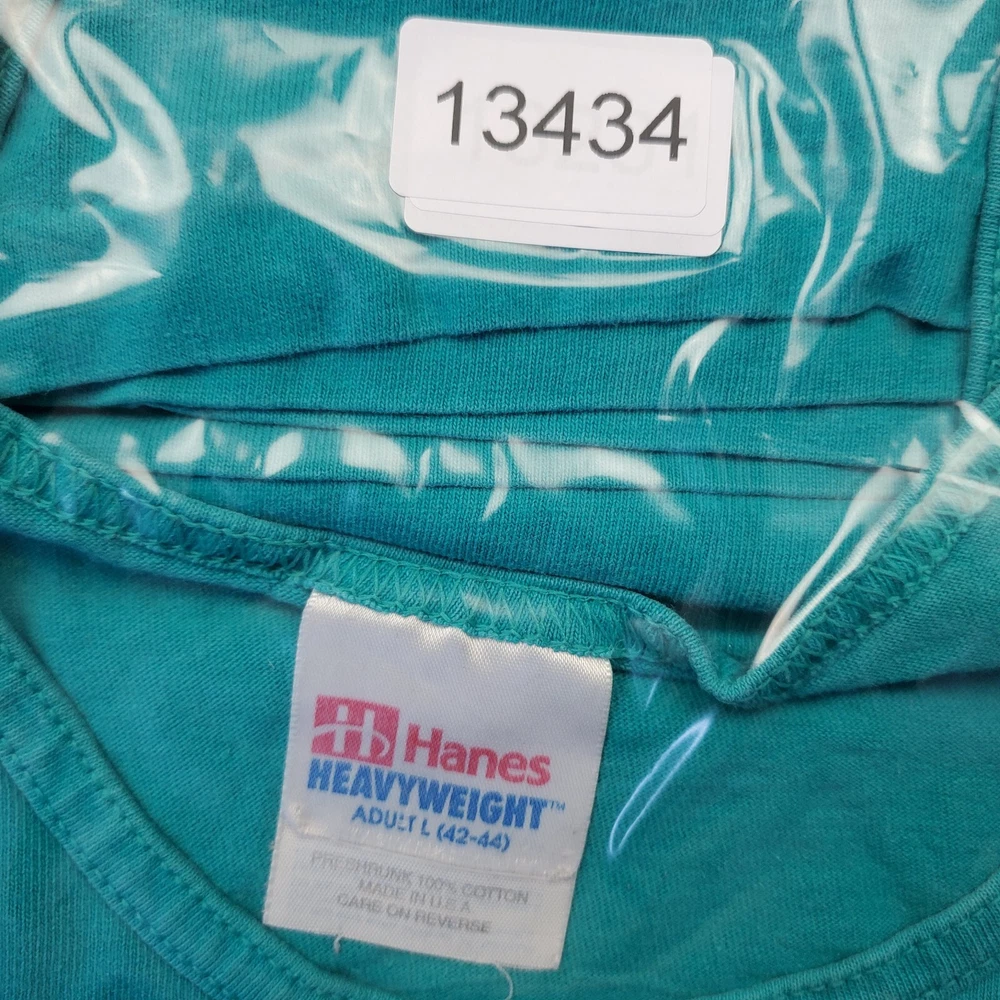 13434
Hanes
HEAVYWEIGHT™
ADULT L (42-44)
PRESHRUNK 100% COTTON
MADE IN U.S.A
CARE ON REVERSE